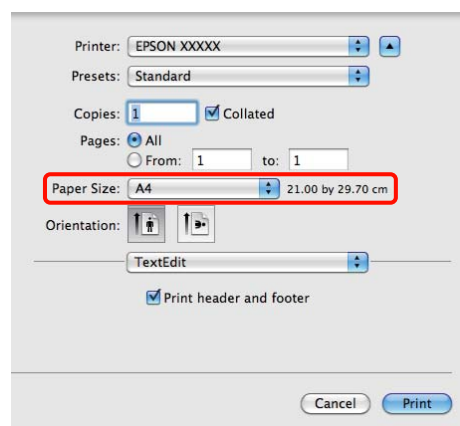 Printer: EPSON XXXXX
Presets: Standard
Copies: 1 Collated
Pages: All
From: 1 to: 1
Paper Size: A4 21.00 by 29.70 cm
Orientation:
TextEdit
Print header and footer
Cancel Print